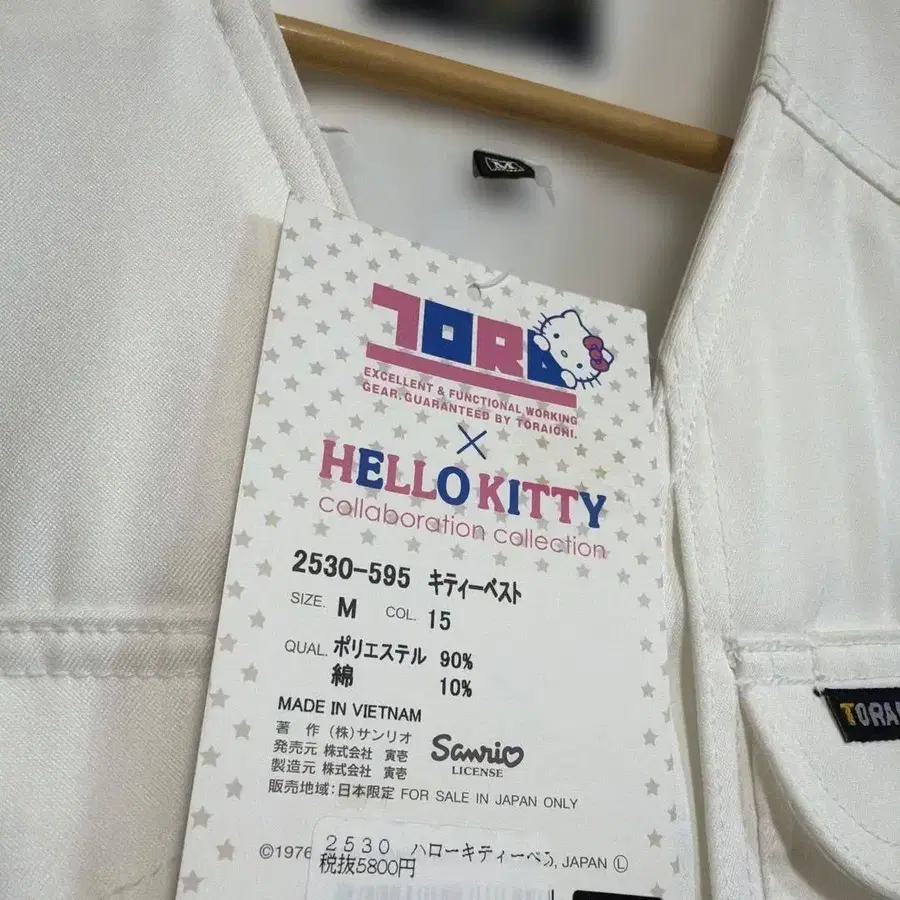 M
TORA
EXCELLENT & FUNCTIONAL WORKING
GEAR. GUARANTEED BY TORAICHI.
×
HELLO KITTY
collaboration collection
2530-595 キティーベスト
SIZE. M COL. 15
QUAL. ポリエステル 90%
綿 10%
MADE IN VIETNAM
著 作 (株)サンリオ
発売元 株式会社 寅壱
製造元 株式会社 寅壱
Sanrio
LICENSE
販売地域:日本限定 FOR SALE IN JAPAN ONLY
©1976
2530 ハローキティーベス
税抜5800円
, JAPAN Ⓛ
TORA